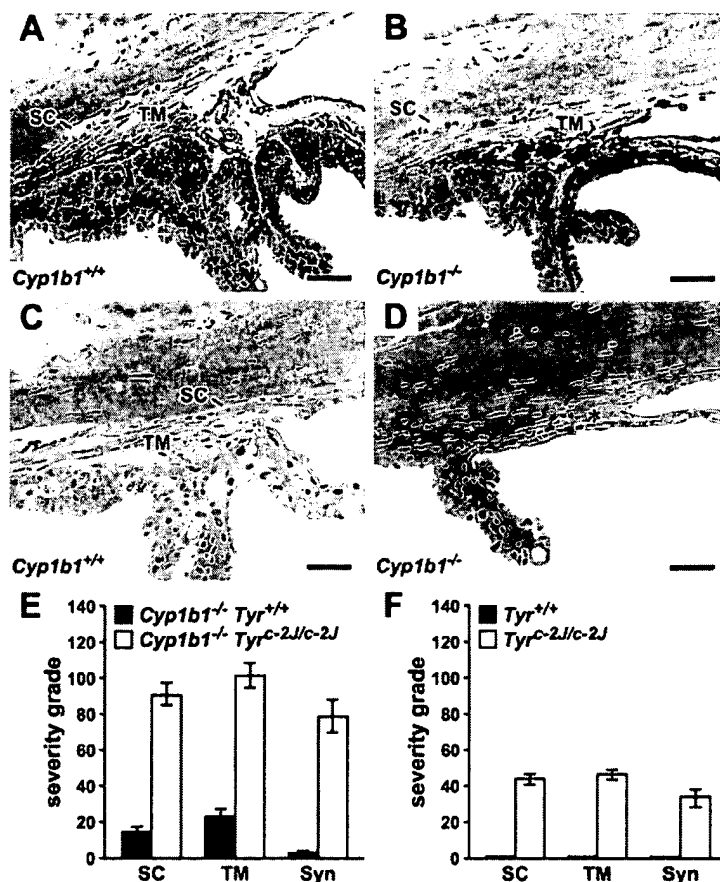 A
SC
TM
Cyp1b1+/+
B
SC
TM
Cyp1b1-/-
C
SC
TM
Cyp1b1+/+
D
*
Cyp1b1-/-
E
140
120
100
80
60
40
20
0
severity grade
Cyp1b1-/- Tyr+/+
Cyp1b1-/- Tyrc-2J/c-2J
SC TM Syn
F
140
120
100
80
60
40
20
0
severity grade
Tyr+/+
Tyrc-2J/c-2J
SC TM Syn